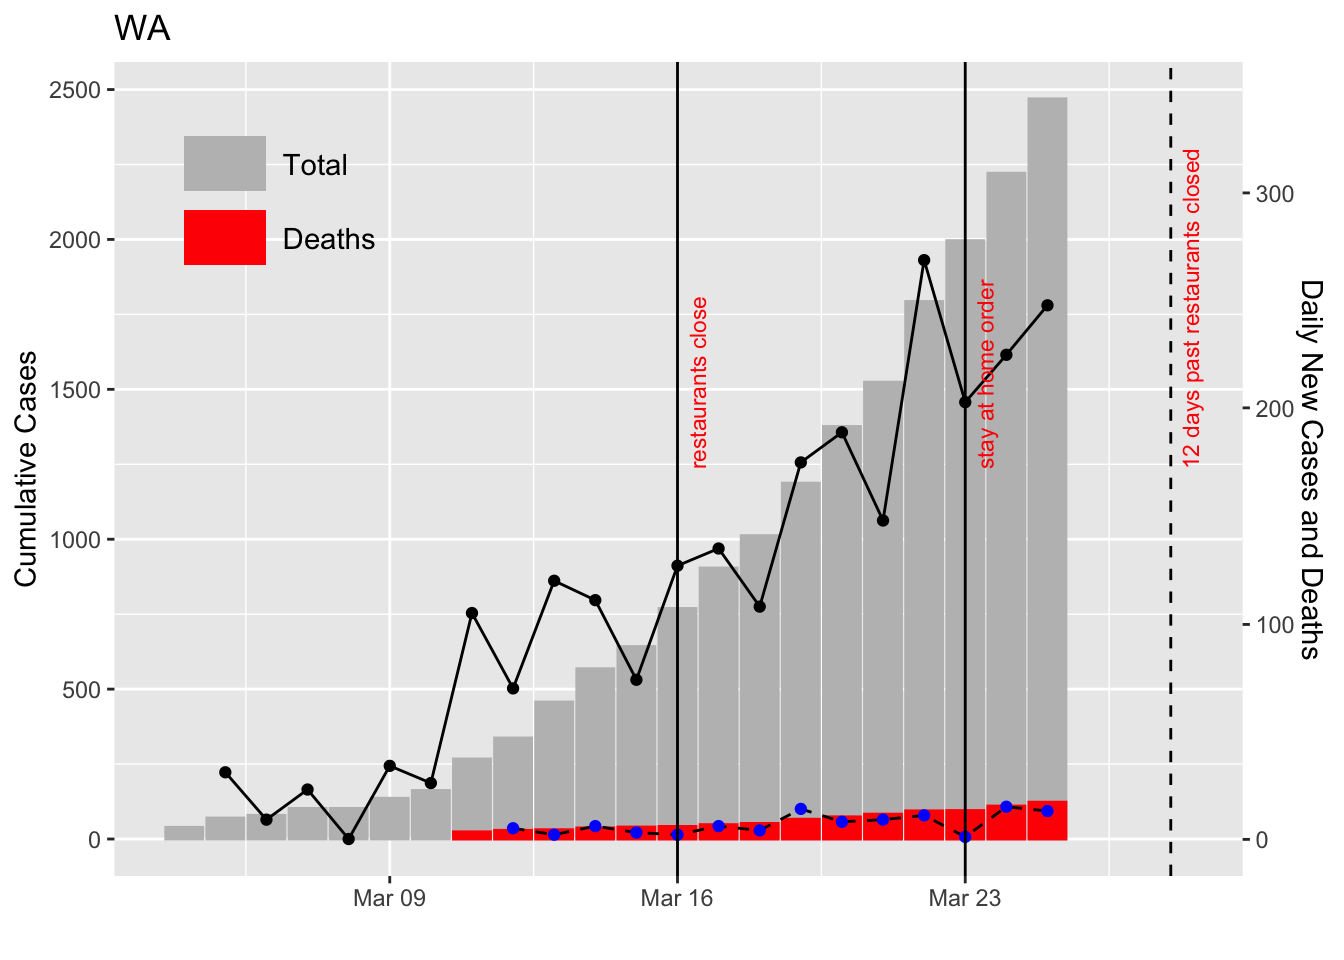 WA
Total
Deaths
Cumulative Cases
2500
2000
1500
1000
500
0
restaurants close
stay at home order
12 days past restaurants closed
300
200
100
0
Daily New Cases and Deaths
Mar 09
Mar 16
Mar 23